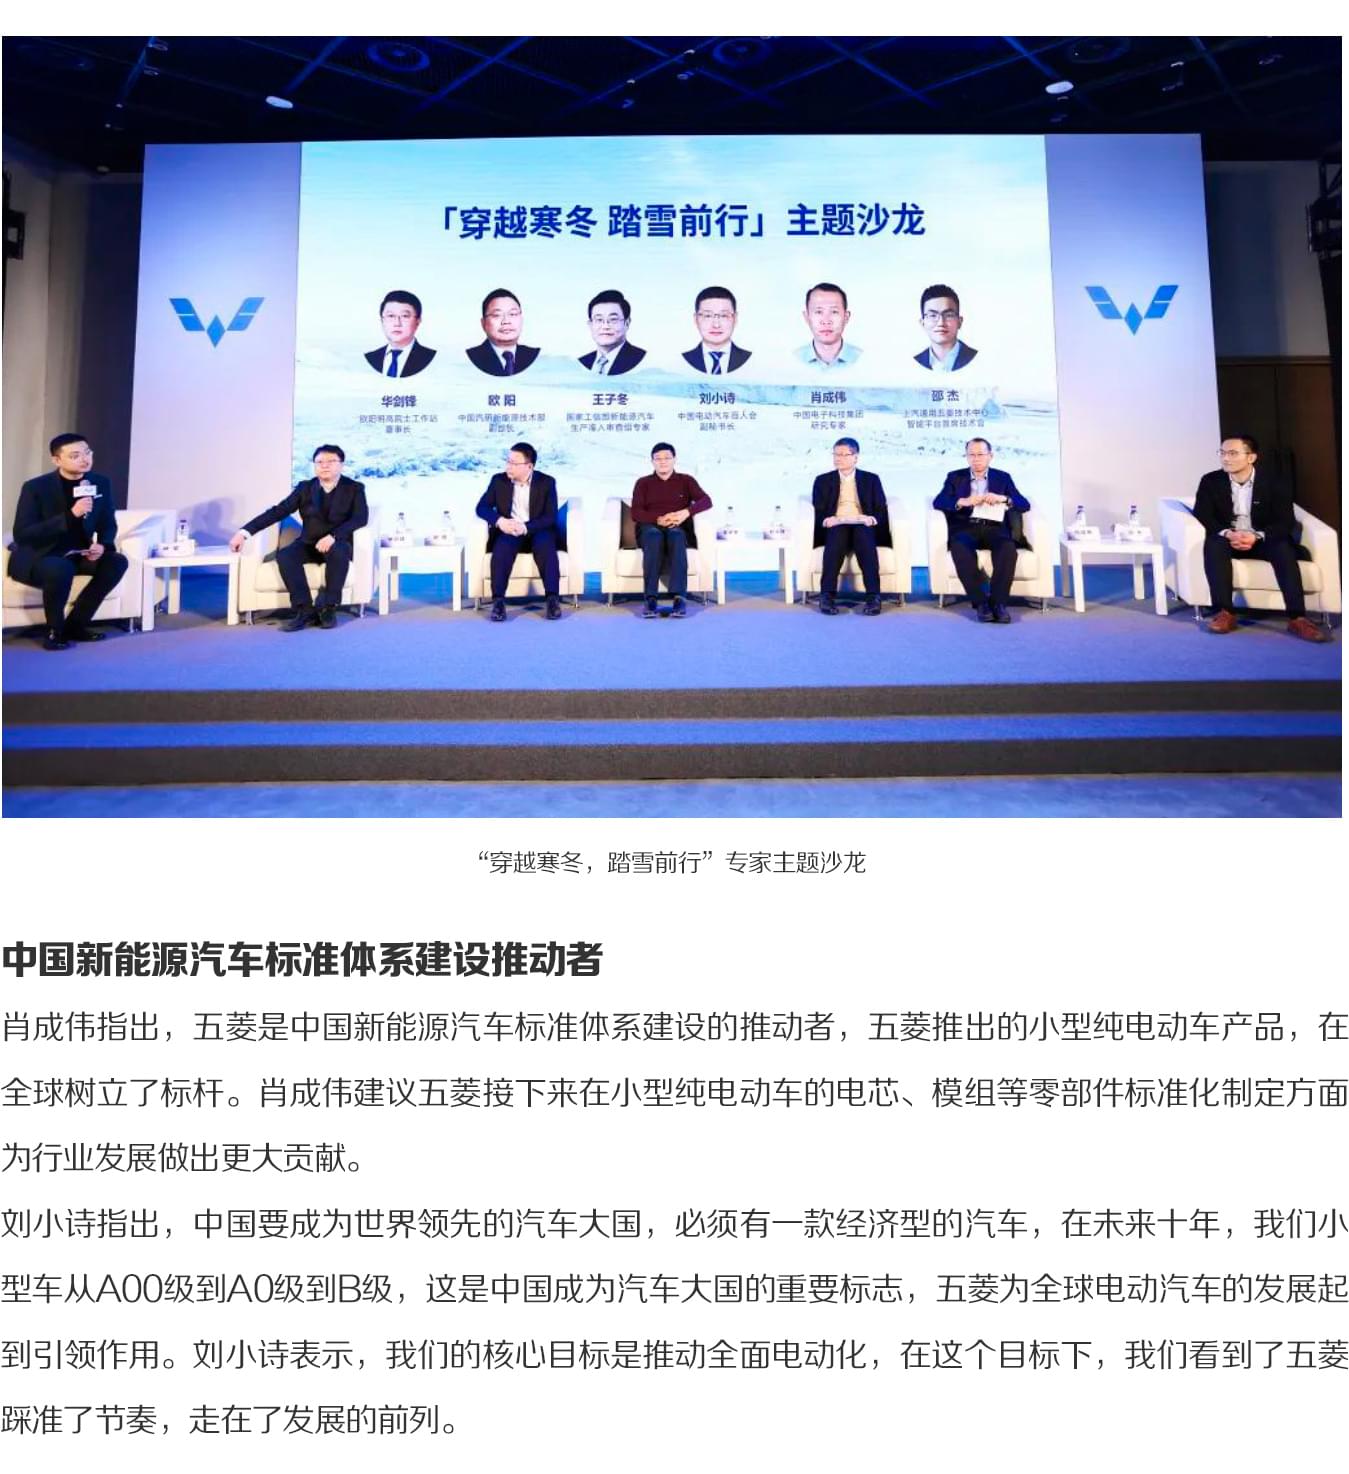 「穿越寒冬 踏雪前行」主题沙龙
华剑锋
欧阳明高院士工作站
董事长
欧 阳
中国汽研新能源技术部
副部长
王子冬
国家工信部新能源汽车
生产准入审查组专家
刘小诗
中国电动汽车百人会
副秘书长
肖成伟
中国电子科技集团
研究专家
邵 杰
上汽通用五菱技术中心
智能平台首席技术官
“穿越寒冬，踏雪前行”专家主题沙龙
中国新能源汽车标准体系建设推动者
肖成伟指出，五菱是中国新能源汽车标准体系建设的推动者，五菱推出的小型纯电动车产品，在
全球树立了标杆。肖成伟建议五菱接下来在小型纯电动车的电芯、模组等零部件标准化制定方面
为行业发展做出更大贡献。
刘小诗指出，中国要成为世界领先的汽车大国，必须有一款经济型的汽车，在未来十年，我们小
型车从A00级到A0级到B级，这是中国成为汽车大国的重要标志，五菱为全球电动汽车的发展起
到引领作用。刘小诗表示，我们的核心目标是推动全面电动化，在这个目标下，我们看到了五菱
踩准了节奏，走在了发展的前列。